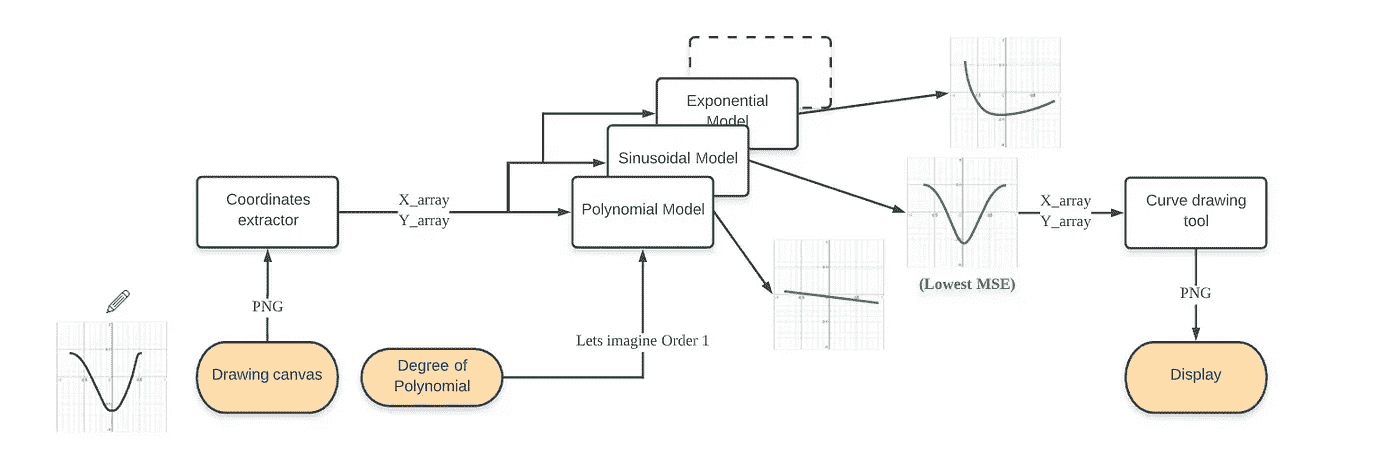 Exponential
Model
Sinusoidal Model
Polynomial Model
Coordinates
extractor
X_array
Y_array
(Lowest MSE)
X_array
Y_array
Curve drawing
tool
PNG
PNG
Lets imagine Order 1
Drawing canvas
Degree of
Polynomial
Display